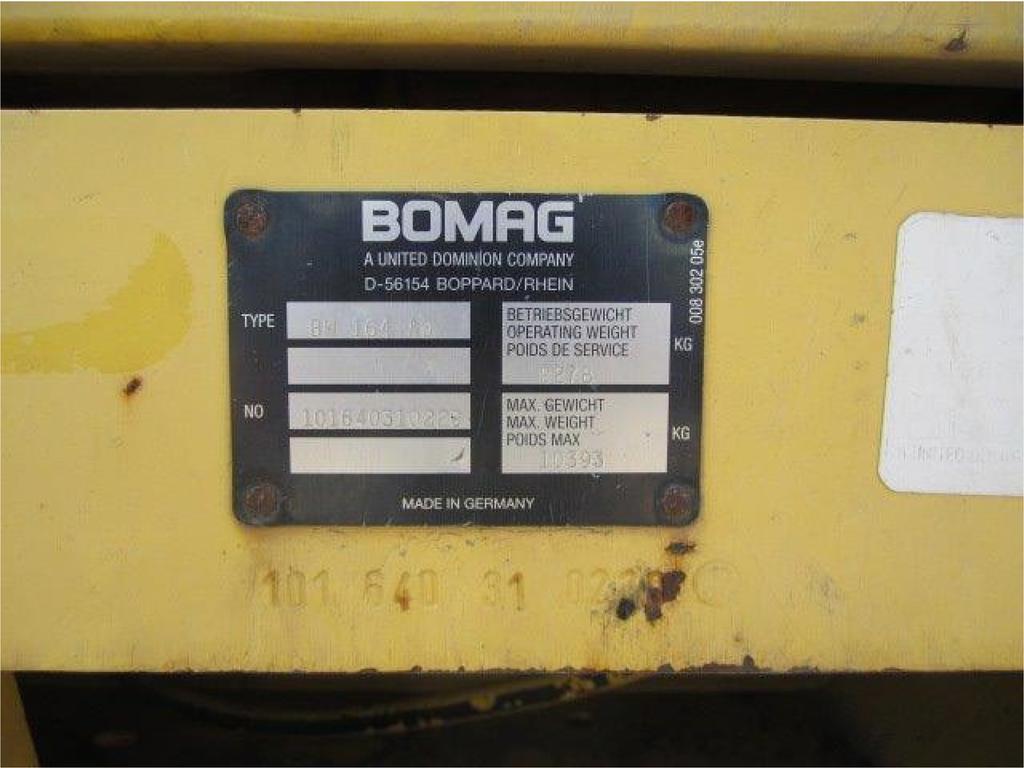 BOMAG
A UNITED DOMINION COMPANY
D-56154 BOPPARD/RHEIN
008 302 05e
TYPE
164
BETRIEBSGEWICHT
OPERATING WEIGHT
POIDS DE SERVICE
KG
NO
MAX. GEWICHT
MAX. WEIGHT
POIDS MAX
KG
10393
MADE IN GERMANY
101 640 31